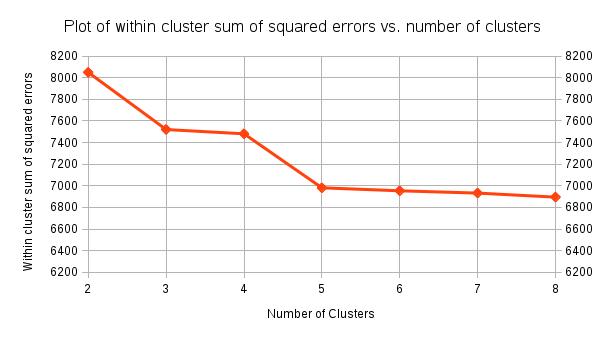 Plot of within cluster sum of squared errors vs. number of clusters
Within cluster sum of squared errors
8200 8200
8000 8000
7800 7800
7600 7600
7400 7400
7200 7200
7000 7000
6800 6800
6600 6600
6400 6400
6200 6200
2 3 4 5 6 7 8
Number of Clusters